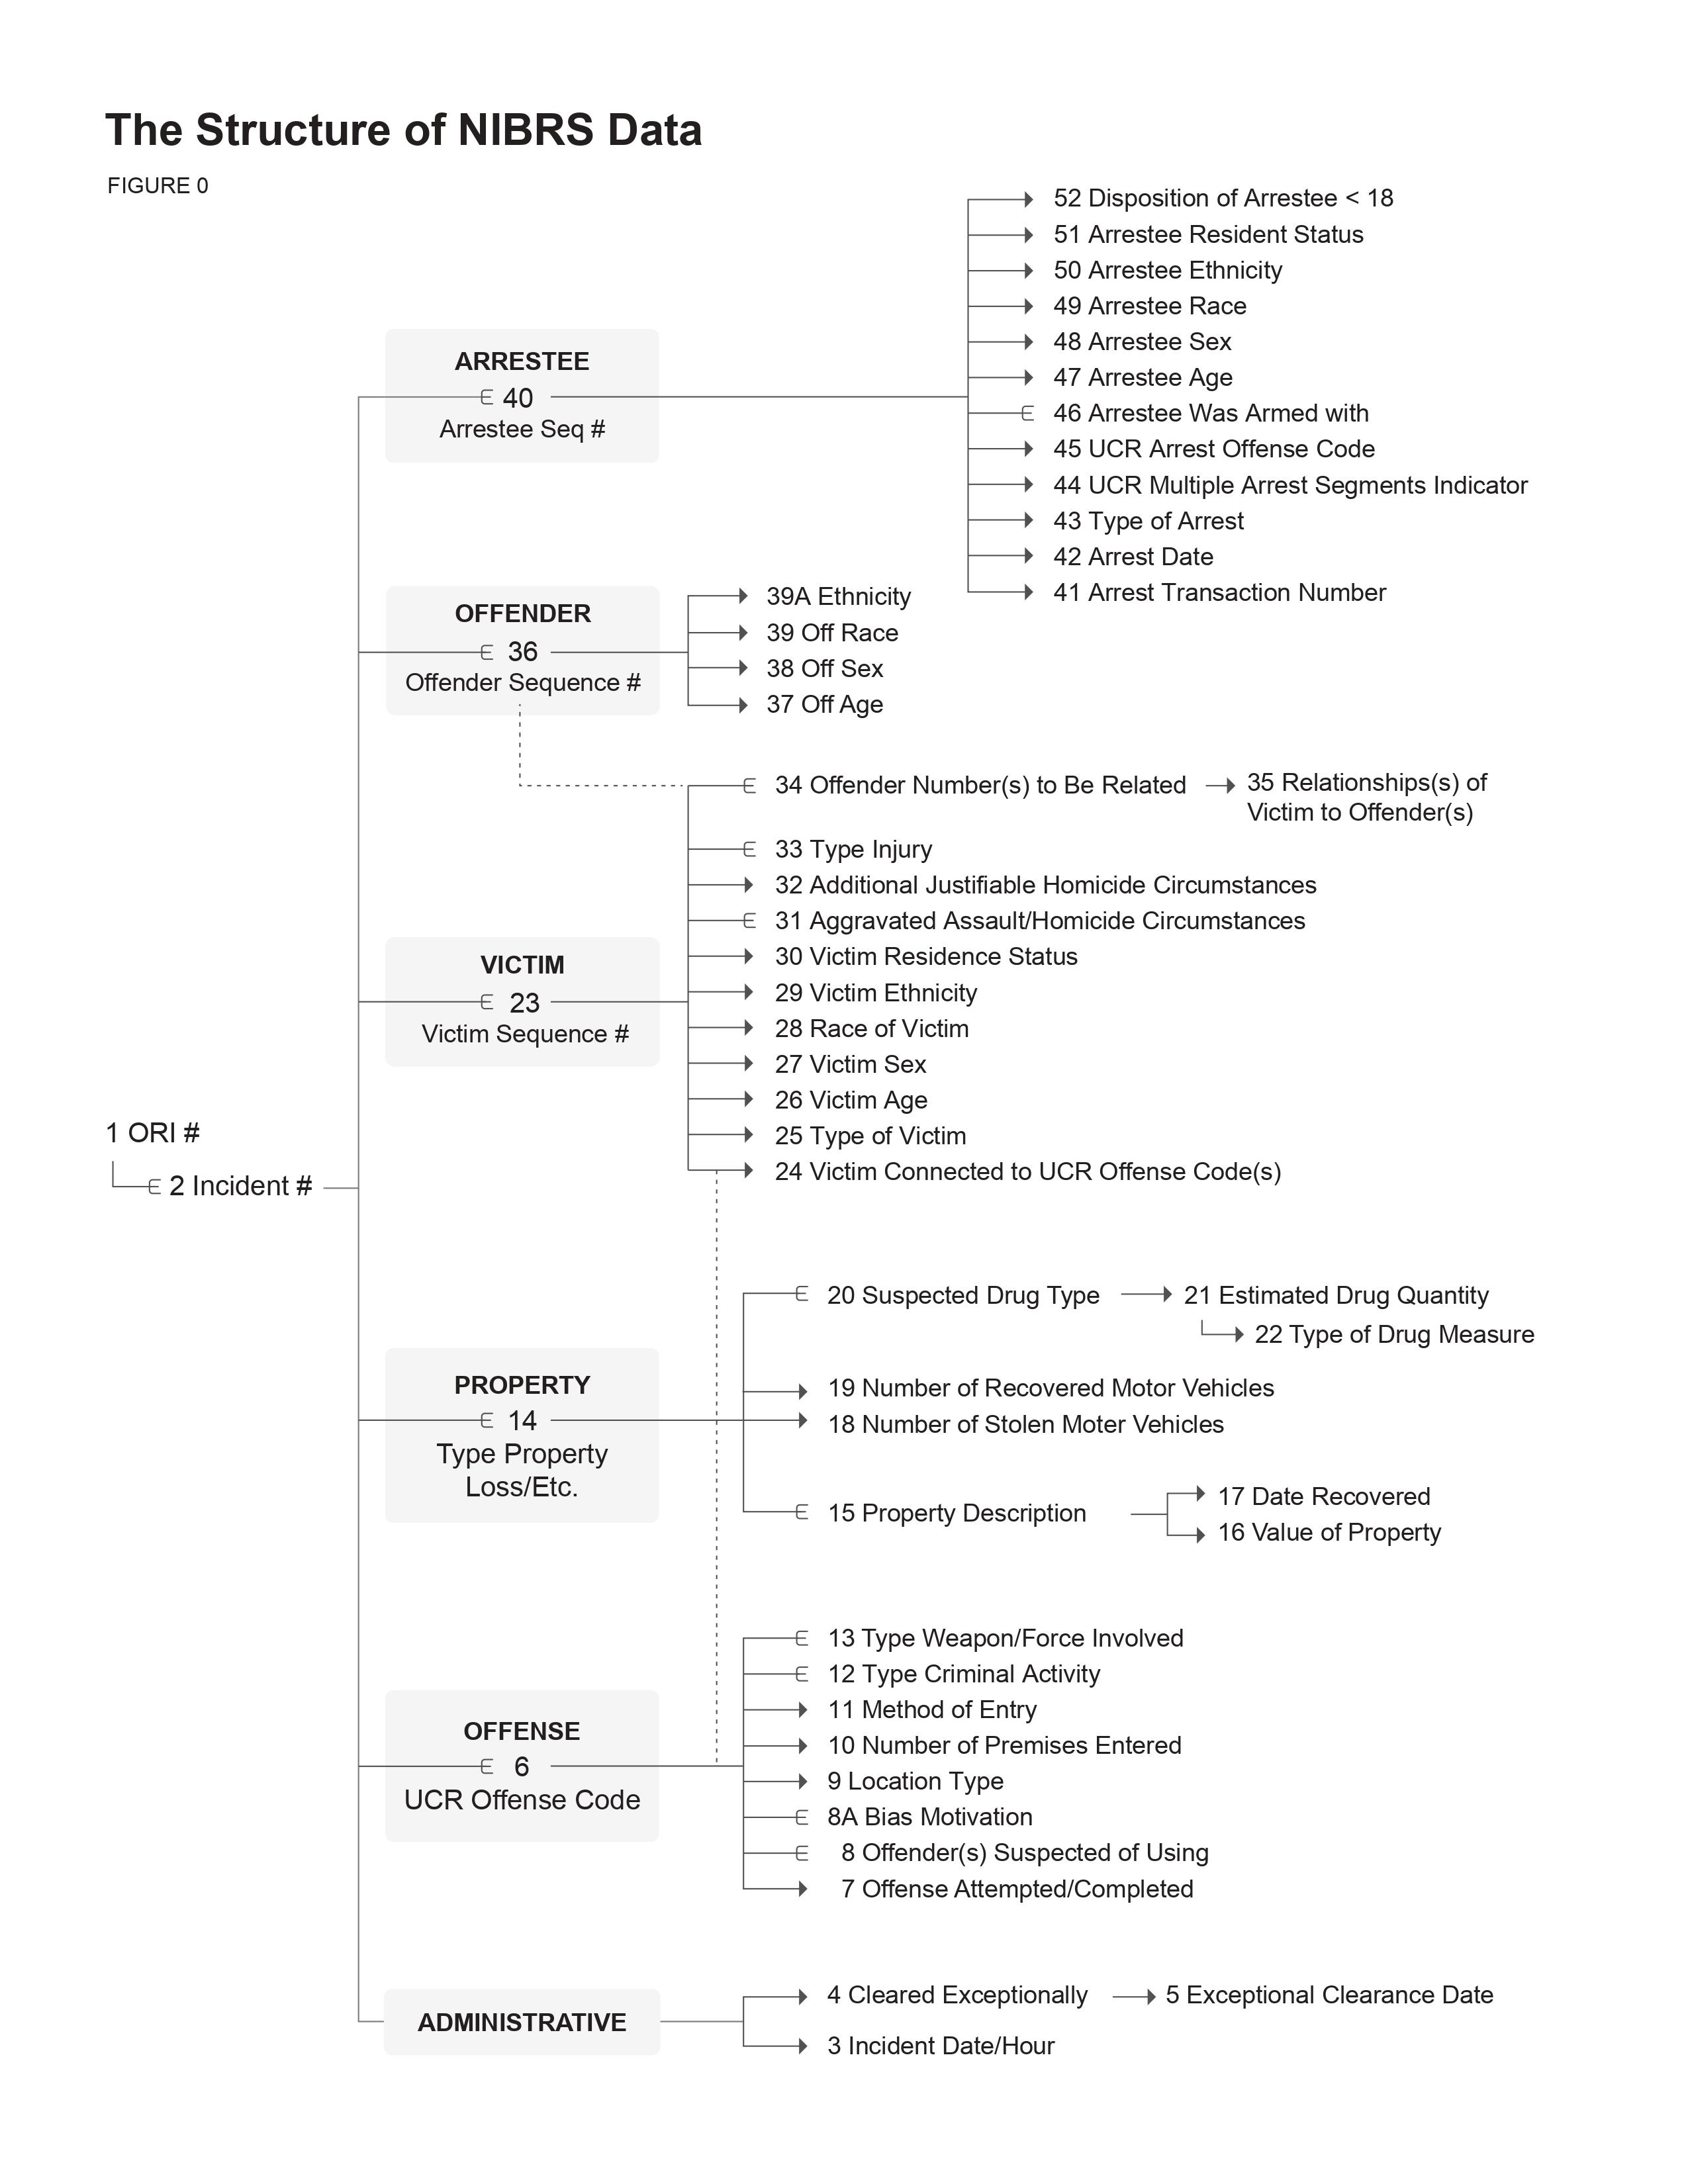 The Structure of NIBRS Data
FIGURE 0
52 Disposition of Arrestee < 18
51 Arrestee Resident Status
50 Arrestee Ethnicity
49 Arrestee Race
48 Arrestee Sex
47 Arrestee Age
46 Arrestee Was Armed with
45 UCR Arrest Offense Code
44 UCR Multiple Arrest Segments Indicator
43 Type of Arrest
42 Arrest Date
41 Arrest Transaction Number
ARRESTEE
40
Arrestee Seq #
OFFENDER
36
Offender Sequence #
39A Ethnicity
39 Off Race
38 Off Sex
37 Off Age
34 Offender Number(s) to Be Related
35 Relationships(s) of
Victim to Offender(s)
33 Type Injury
32 Additional Justifiable Homicide Circumstances
31 Aggravated Assault/Homicide Circumstances
30 Victim Residence Status
29 Victim Ethnicity
28 Race of Victim
27 Victim Sex
26 Victim Age
25 Type of Victim
24 Victim Connected to UCR Offense Code(s)
VICTIM
23
Victim Sequence #
1 ORI #
2 Incident #
20 Suspected Drug Type
21 Estimated Drug Quantity
22 Type of Drug Measure
19 Number of Recovered Motor Vehicles
18 Number of Stolen Moter Vehicles
15 Property Description
17 Date Recovered
16 Value of Property
PROPERTY
14
Type Property
Loss/Etc.
13 Type Weapon/Force Involved
12 Type Criminal Activity
11 Method of Entry
10 Number of Premises Entered
9 Location Type
8A Bias Motivation
8 Offender(s) Suspected of Using
7 Offense Attempted/Completed
OFFENSE
6
UCR Offense Code
ADMINISTRATIVE
4 Cleared Exceptionally
5 Exceptional Clearance Date
3 Incident Date/Hour